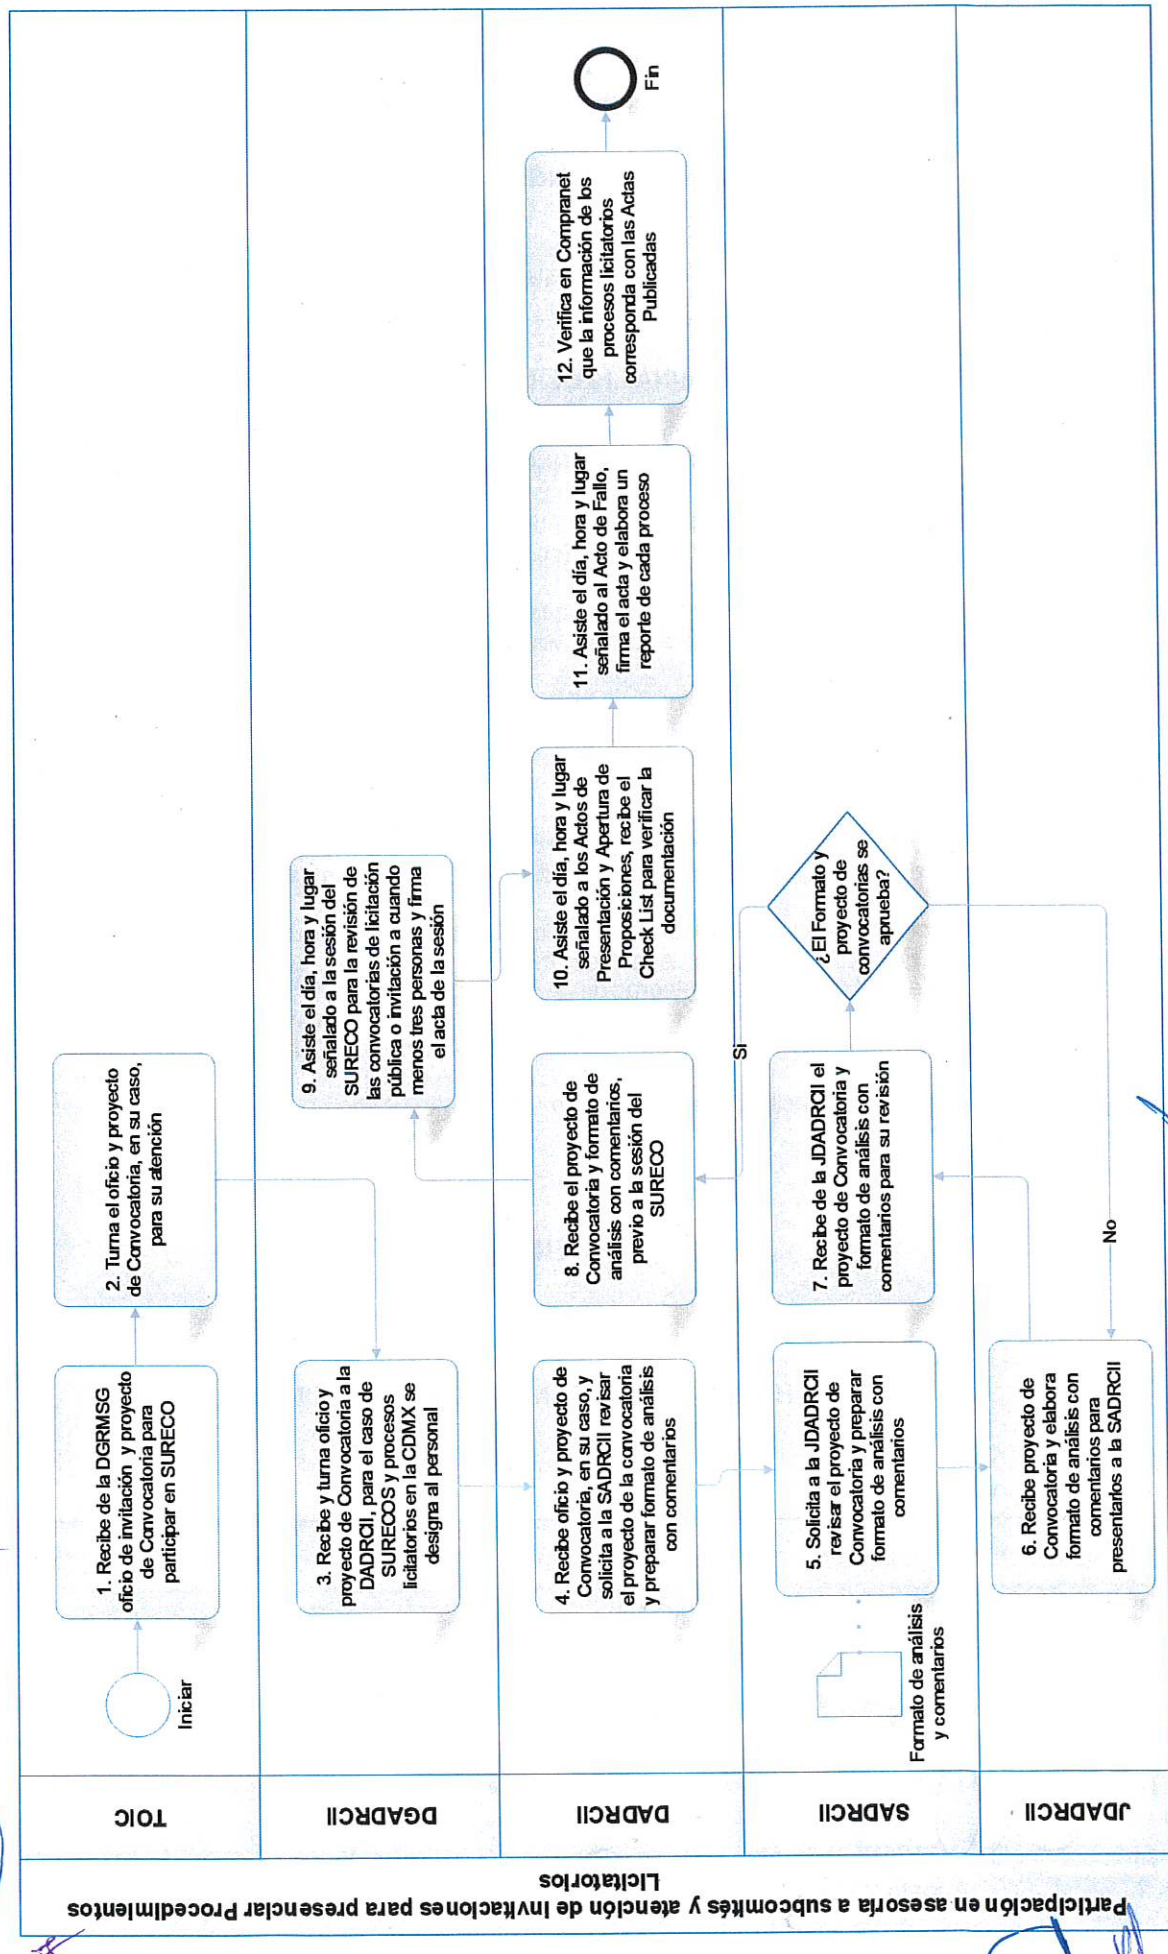 Participación en asesoría a subcomités y atención de Invitaciones para presenciar Procedimientos
Licitatorios
TOIC
Iniciar
1. Recibe de la DGRMSG
oficio de invitación y proyecto
de Convocatoria para
participar en SURECO
2. Turna el oficio y proyecto
de Convocatoria, en su caso,
para su atención
DGADRCII
3. Recibe y turna oficio y
proyecto de Convocatoria a la
DADRCII, para el caso de
SURECOS y procesos
licitatorios en la CDMX se
designa al personal
9. Asiste el día, hora y lugar
señalado a la sesión del
SURECO para la revisión de
las convocatorias de licitación
pública o invitación a cuando
menos tres personas y firma
el acta de la sesión
DADRCII
4. Recibe oficio y proyecto de
Convocatoria, en su caso, y
solicita a la SADRCII revisar
el proyecto de la convocatoria
y preparar formato de análisis
con comentarios
8. Recibe el proyecto de
Convocatoria y formato de
análisis con comentarios,
previo a la sesión del
SURECO
10. Asiste el día, hora y lugar
señalado a los Actos de
Presentación y Apertura de
Proposiciones, recibe el
Check List para verificar la
documentación
11. Asiste el día, hora y lugar
señalado al Acto de Fallo,
firma el acta y elabora un
reporte de cada proceso
12. Verifica en Compranet
que la información de los
procesos licitatorios
corresponda con las Actas
Publicadas
Fin
SADRCII
Formato de análisis
y comentarios
5. Solicita a la JDADRCII
revisar el proyecto de
Convocatoria y preparar
formato de análisis con
comentarios
7. Recibe de la JDADRCII el
proyecto de Convocatoria y
formato de análisis con
comentarios para su revisión
¿El Formato y
proyecto de
convocatorias se
aprueba?
Si
JDADRCII
6. Recibe proyecto de
Convocatoria y elabora
formato de análisis con
comentarios para
presentarlos a la SADRCII
No